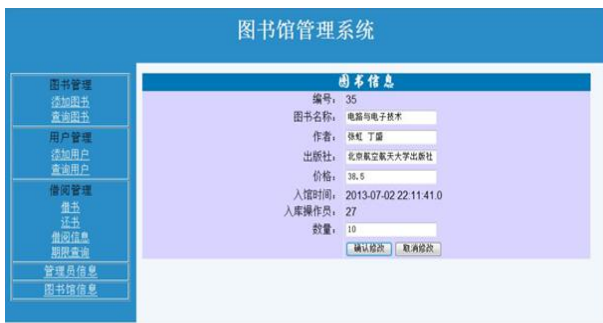 图书馆管理系统
图书管理
添加图书
查询图书
用户管理
添加用户
查询用户
借阅管理
借书
还书
借阅信息
期限查询
管理员信息
图书馆信息
图书信息
编号： 35
图书名称： 电路与电子技术
作者： 张虹 丁盛
出版社： 北京航空航天大学出版社
价格： 38.5
入馆时间： 2013-07-02 22:11:41.0
入库操作员： 27
数量： 10
确认修改 取消修改